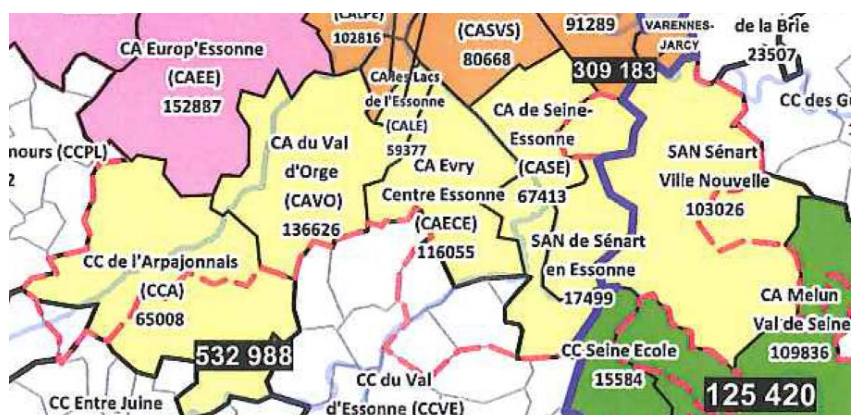 (CALPE)
102816
(CASVS)
80668
91289
VARENNES-
JARCY
de la Brie
23507
309 183
CA Europ'Essonne
(CAEE)
152887
CA les Lacs
de l'Essonne
(CALE)
59377
CC des Gu
CA de Seine-
Essonne
(CASE)
67413
mours (CCPL)
2
CA du Val
d'Orge
(CAVO)
136626
CA Evry
Centre Essonne
(CAECE)
116055
SAN Sénart
Ville Nouvelle
103026
CC de l'Arpajonnais
(CCA)
65008
SAN de Sénart
en Essonne
17499
CA Melun
Val de Seine
109836
532 988
CC Seine Ecole
15584
125 420
CC Entre Juine
CC du Val
d'Essonne (CCVE)